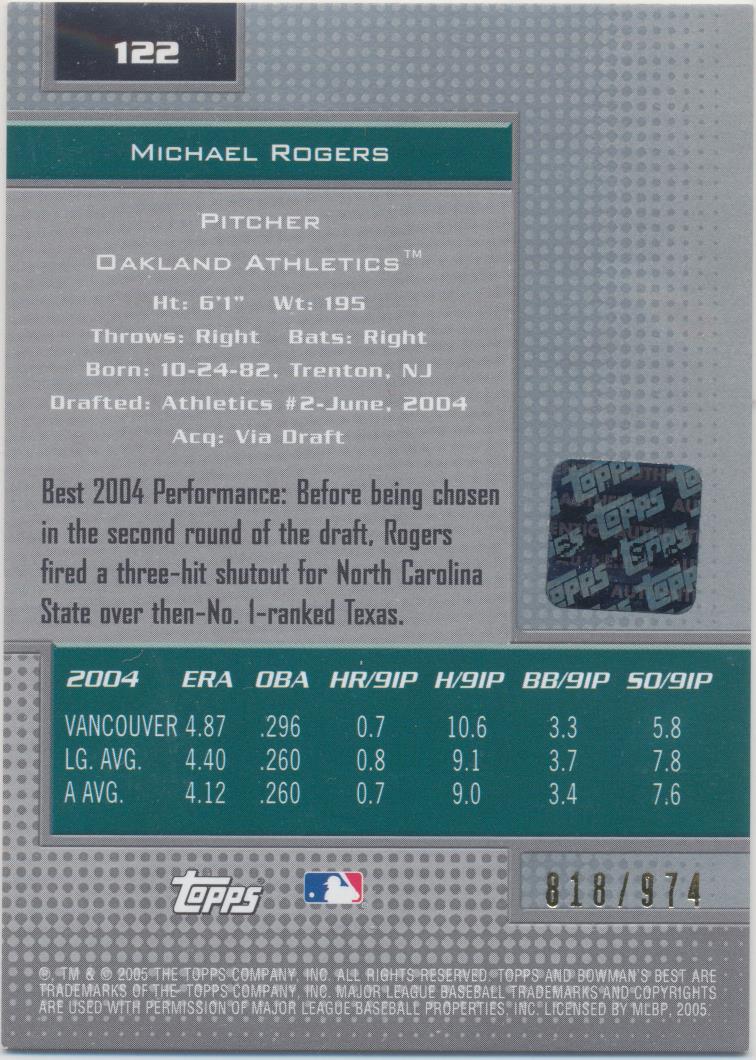 122
MICHAEL ROGERS
PITCHER
OAKLAND ATHLETICS™
Ht: 6'1" Wt: 195
Throws: Right Bats: Right
Born: 10-24-82, Trenton, NJ
Drafted: Athletics #2-June, 2004
Acq: Via Draft
Best 2004 Performance: Before being chosen
in the second round of the draft, Rogers
fired a three-hit shutout for North Carolina
State over then-No. 1-ranked Texas.
topps
2004 ERA OBA HR/9IP H/9IP BB/9IP SO/9IP
VANCOUVER 4.87 .296 0.7 10.6 3.3 5.8
LG. AVG. 4.40 .260 0.8 9.1 3.7 7.8
A AVG. 4.12 .260 0.7 9.0 3.4 7.6
topps®
818/974
®, TM & © 2005 THE TOPPS COMPANY, INC. ALL RIGHTS RESERVED. TOPPS AND BOWMAN'S BEST ARE
TRADEMARKS OF THE TOPPS COMPANY, INC. MAJOR LEAGUE BASEBALL TRADEMARKS AND COPYRIGHTS
ARE USED WITH PERMISSION OF MAJOR LEAGUE BASEBALL PROPERTIES, INC. LICENSED BY MLBP, 2005.